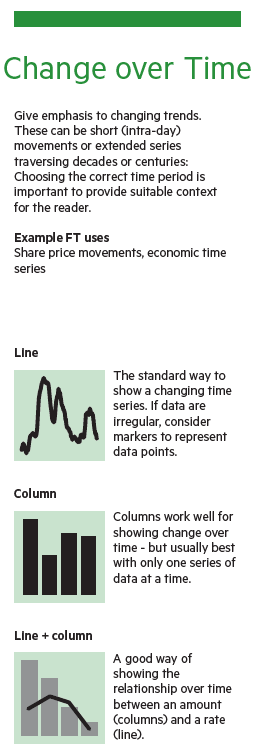 Change over Time
Give emphasis to changing trends.
These can be short (intra-day)
movements or extended series
traversing decades or centuries:
Choosing the correct time period is
important to provide suitable context
for the reader.
Example FT uses
Share price movements, economic time
series
Line
The standard way to
show a changing time
series. If data are
irregular, consider
markers to represent
data points.
Column
Columns work well for
showing change over
time - but usually best
with only one series of
data at a time.
Line + column
A good way of
showing the
relationship over time
between an amount
(columns) and a rate
(line).